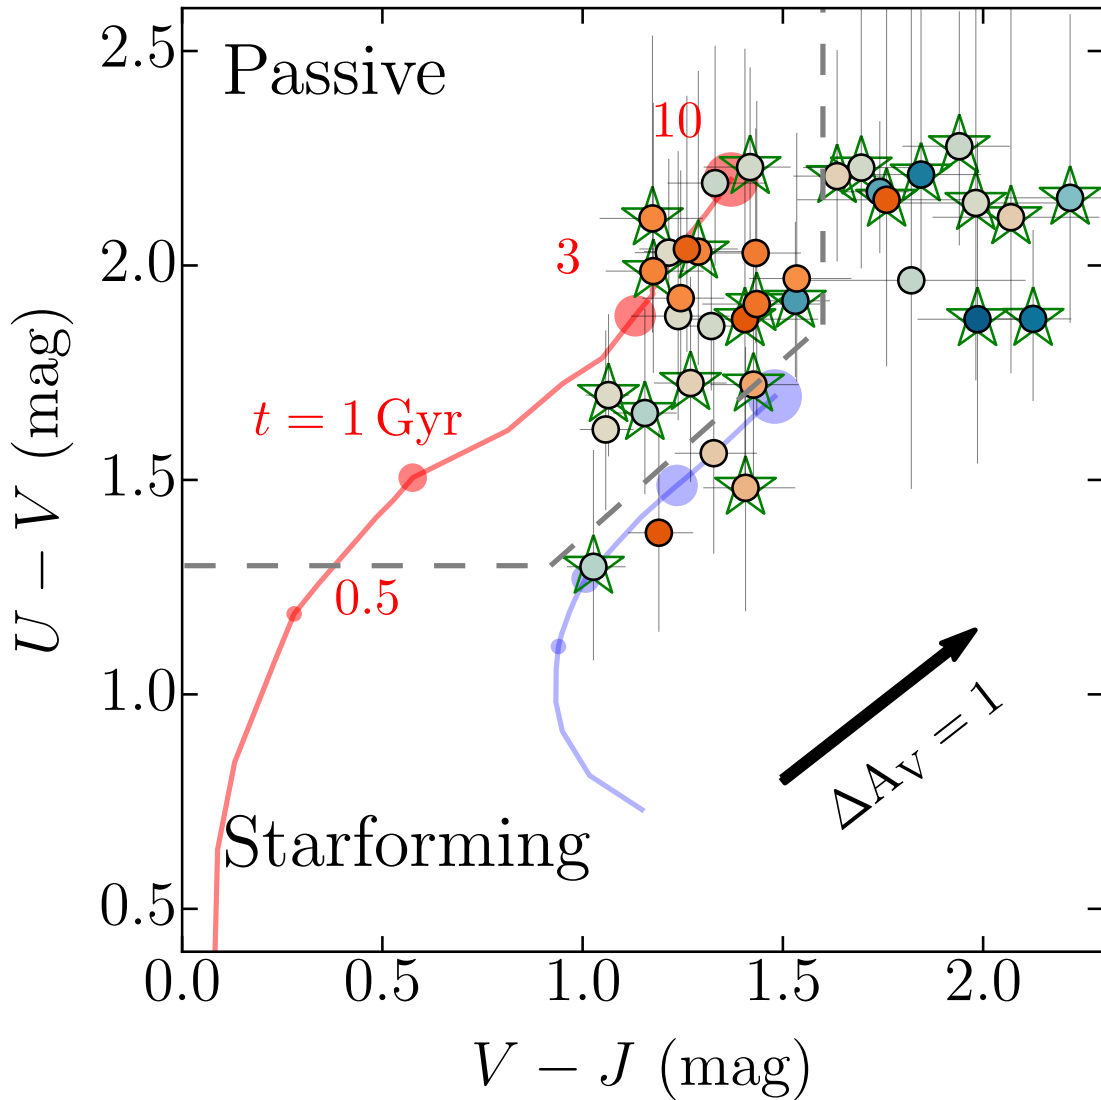 2.5
Passive
10
2.0
3
t = 1 Gyr
1.5
0.5
U − V (mag)
1.0
ΔAV = 1
Starforming
0.5
0.0 0.5 1.0 1.5 2.0
V − J (mag)